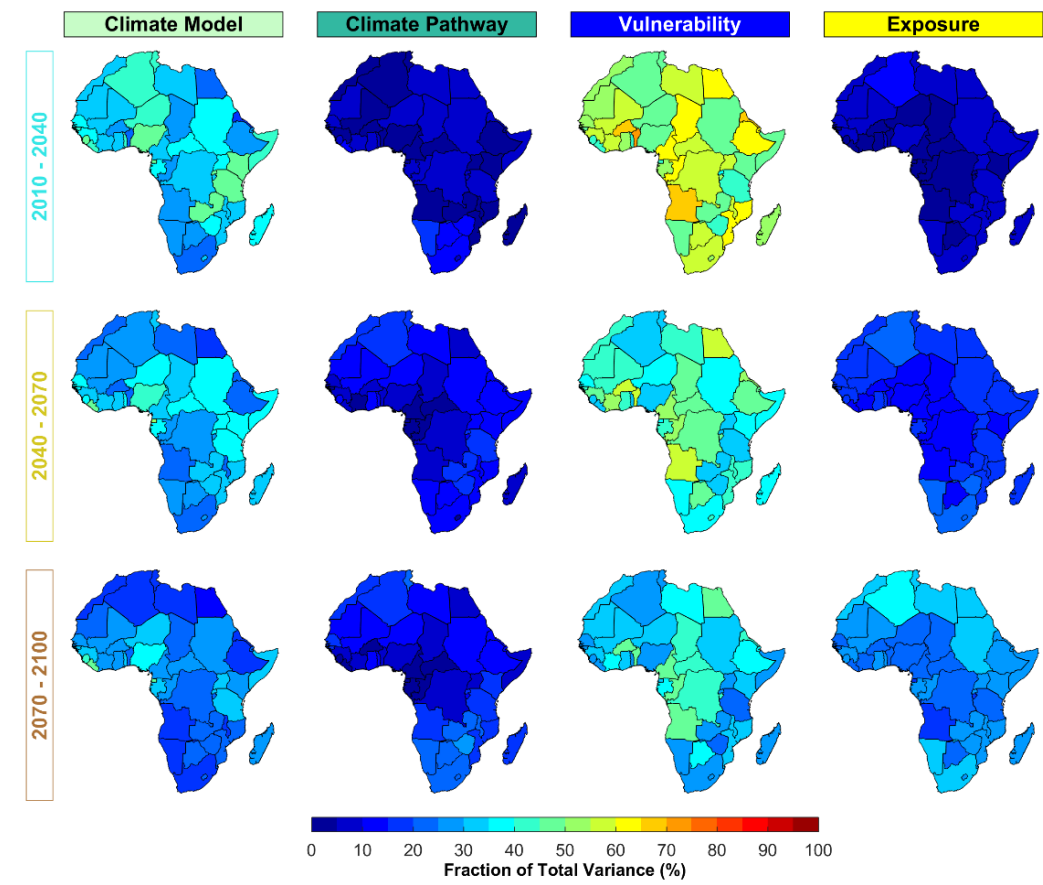 Climate Model
Climate Pathway
Vulnerability
Exposure
2010 - 2040
2040 - 2070
2070 - 2100
0 10 20 30 40 50 60 70 80 90 100
Fraction of Total Variance (%)